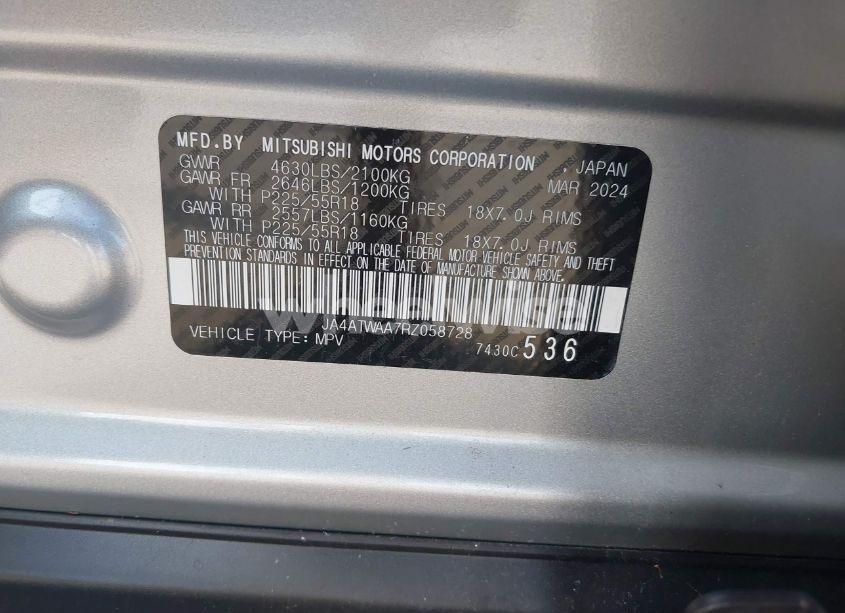 MFD.BY MITSUBISHI MOTORS CORPORATION . JAPAN
GVWR 4630LBS/2100KG MAR 2024
GAWR FR 2646LBS/1200KG
WITH P225/55R18 TIRES 18X7.0J RIMS
GAWR RR 2557LBS/1160KG
WITH P225/55R18 TIRES 18X7.0J RIMS
THIS VEHICLE CONFORMS TO ALL APPLICABLE FEDERAL MOTOR VEHICLE SAFETY AND THEFT
PREVENTION STANDARDS IN EFFECT ON THE DATE OF MANUFACTURE SHOWN ABOVE.
JA4ATWAA7RZ058728
VEHICLE TYPE: MPV 7430C 536